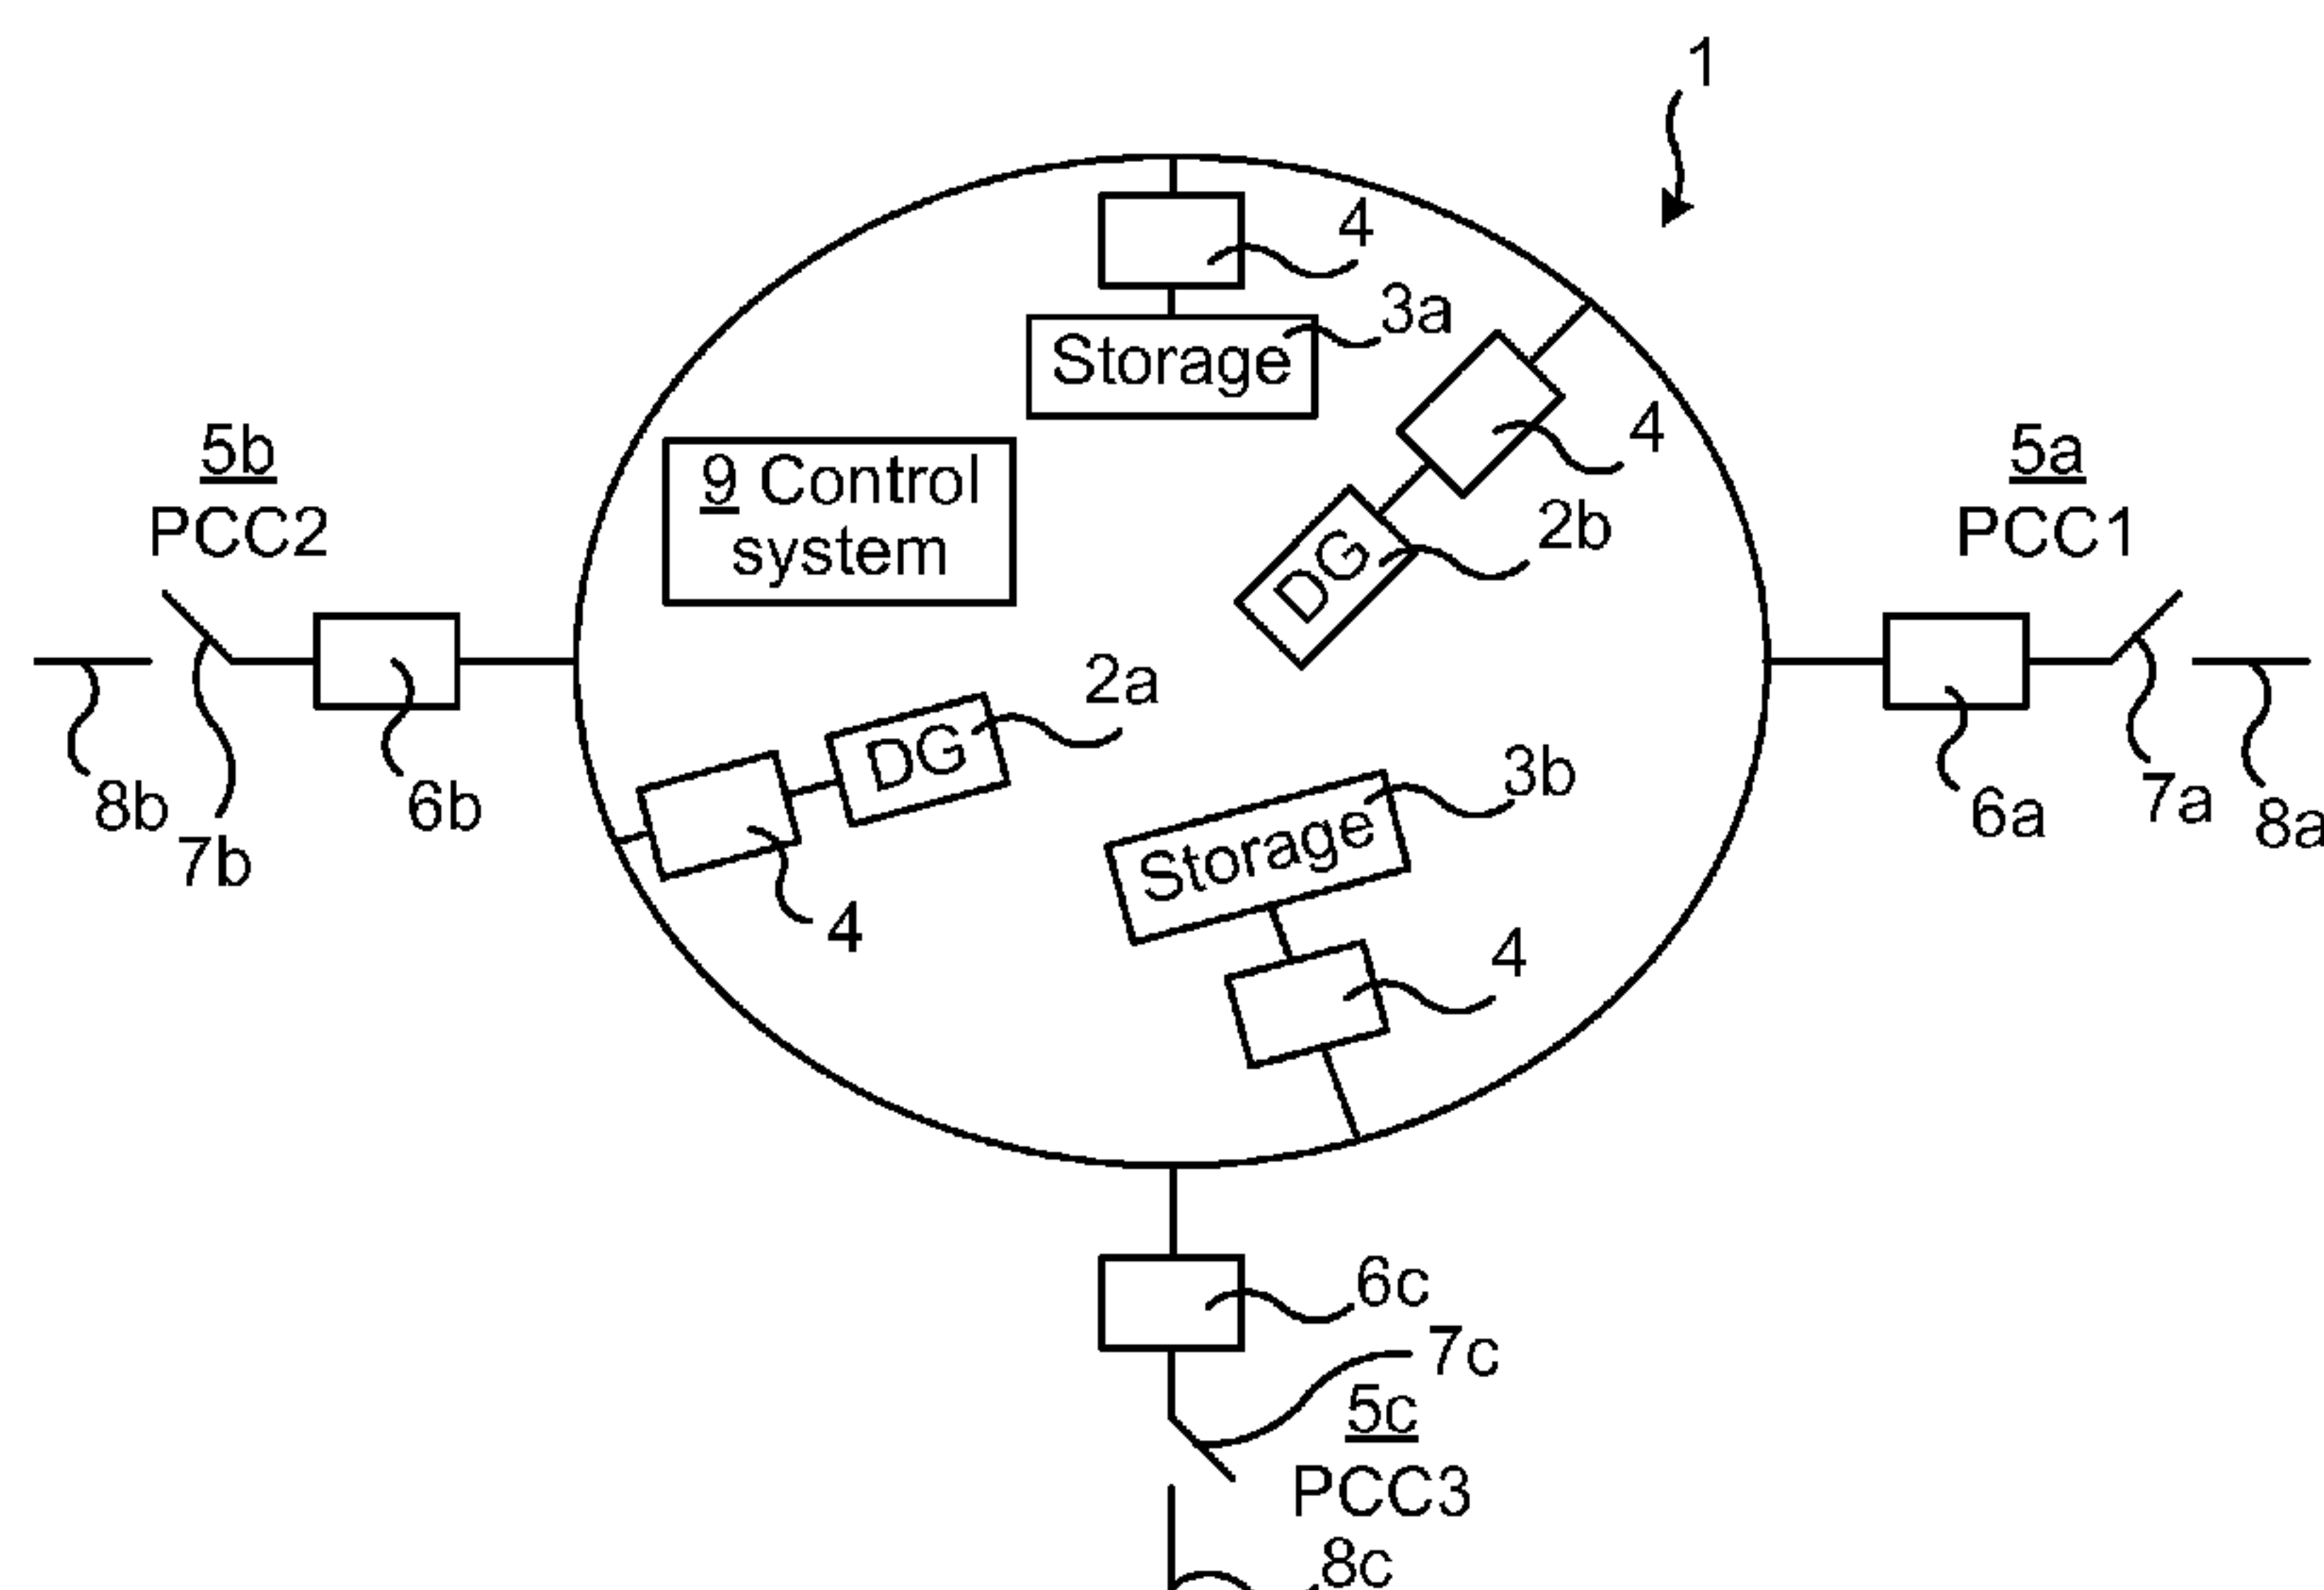 1
4
3a
Storage
4
5b
PCC2
9 Control
system
5a
PCC1
2b
DG
2a
DG
3b
Storage
8b
7b
6b
6a
7a
8a
4
4
6c
7c
5c
PCC3
8c